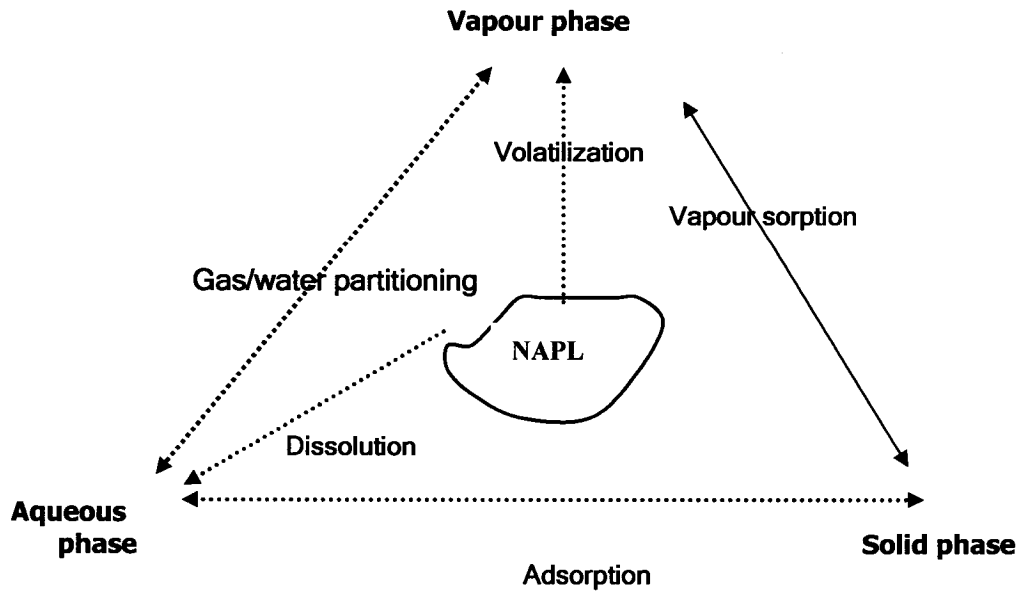 Vapour phase
Volatilization
Vapour sorption
Gas/water partitioning
NAPL
Dissolution
Aqueous
phase
Solid phase
Adsorption